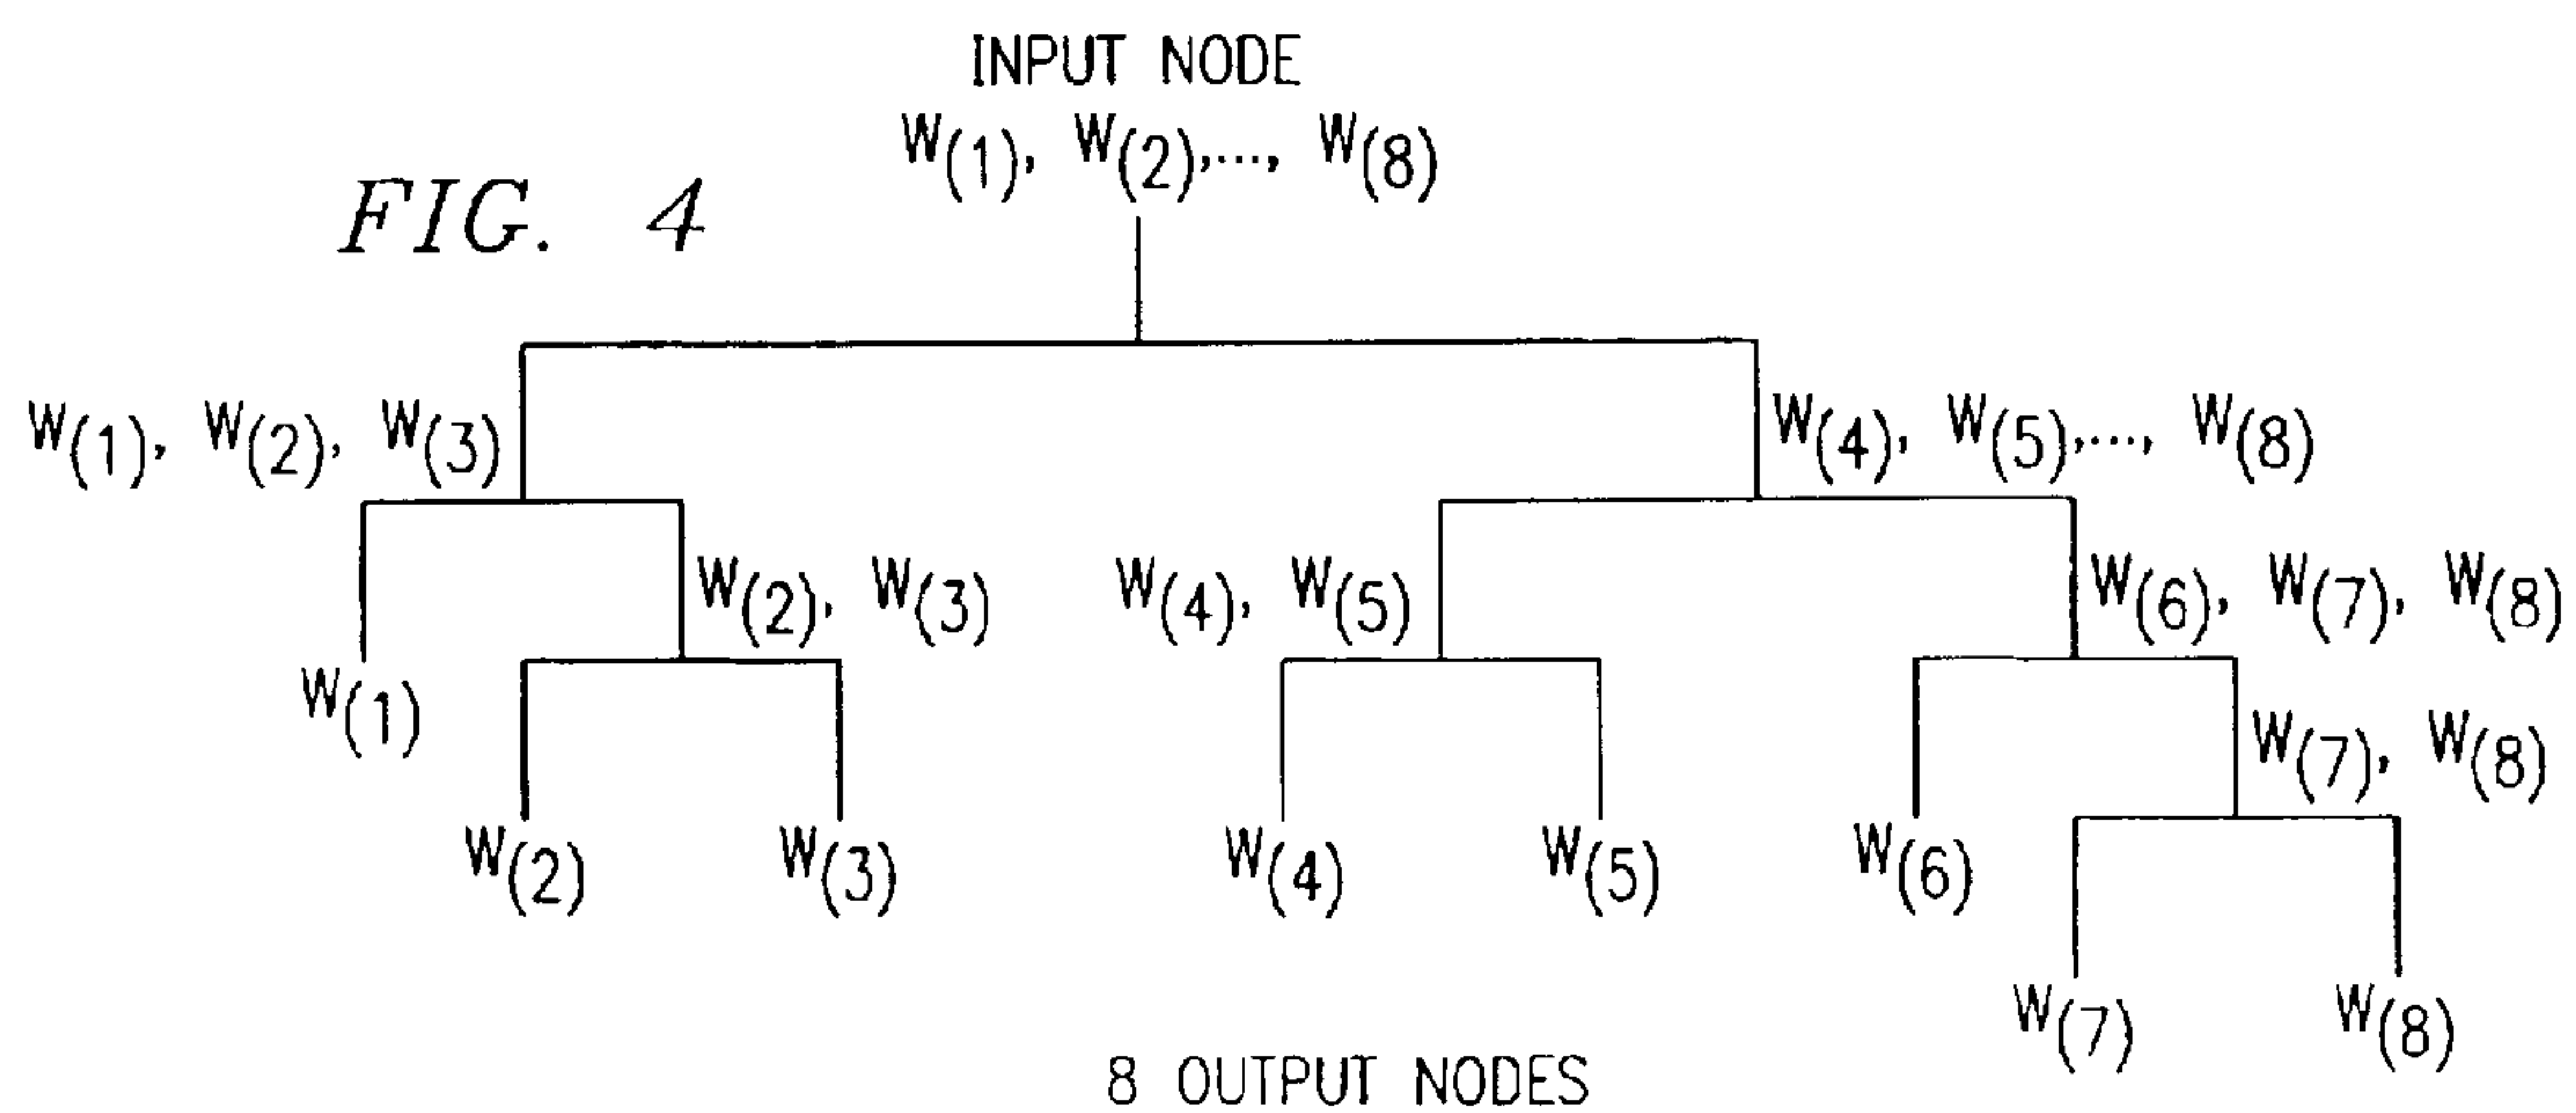 INPUT NODE
W(1), W(2),..., W(8)
FIG. 4
W(1), W(2), W(3)
W(4), W(5),..., W(8)
W(2), W(3)
W(4), W(5)
W(6), W(7), W(8)
W(1)
W(7), W(8)
W(2)
W(3)
W(4)
W(5)
W(6)
W(7)
W(8)
8 OUTPUT NODES